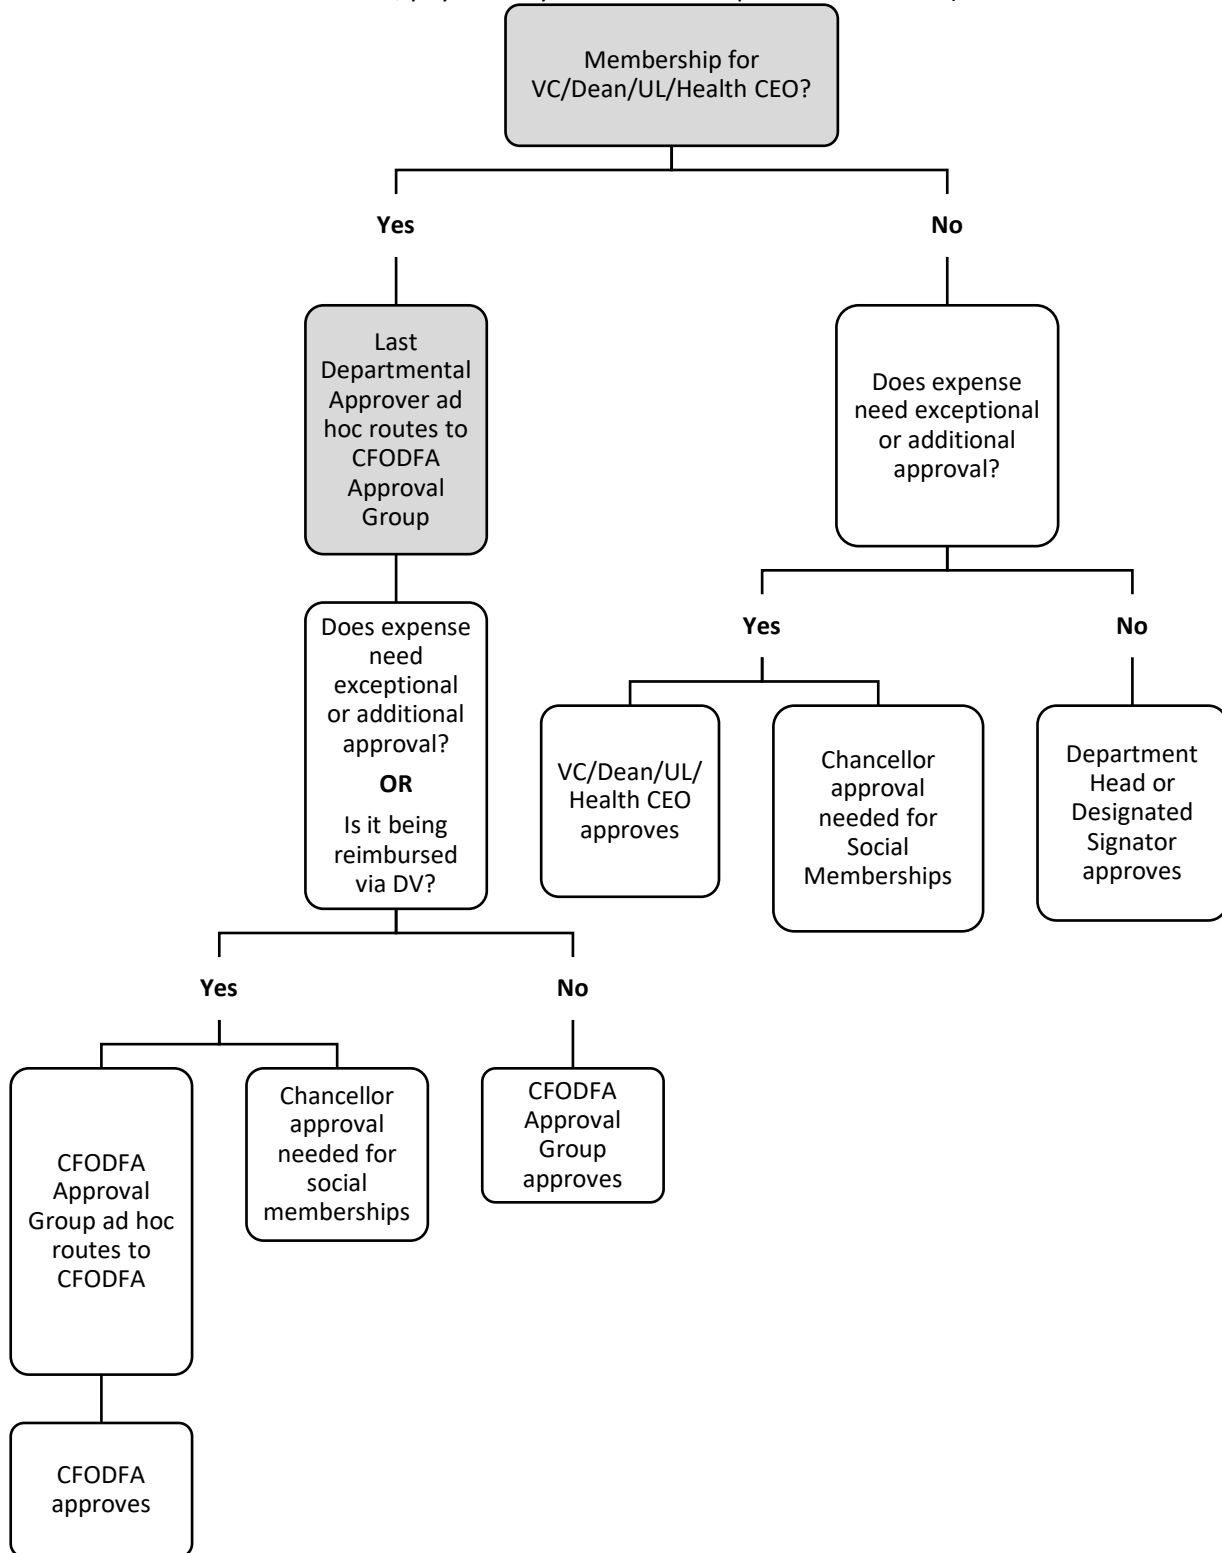 Membership for
VC/Dean/UL/Health CEO?
Yes
No
Last
Departmental
Approver ad
hoc routes to
CFODFA
Approval
Group
Does expense
need exceptional
or additional
approval?
Does expense
need
exceptional
or additional
approval?
OR
Is it being
reimbursed
via DV?
Yes
No
VC/Dean/UL/
Health CEO
approves
Chancellor
approval
needed for
Social
Memberships
Department
Head or
Designated
Signator
approves
Yes
No
CFODFA
Approval
Group ad hoc
routes to
CFODFA
Chancellor
approval
needed for
social
memberships
CFODFA
Approval
Group
approves
CFODFA
approves